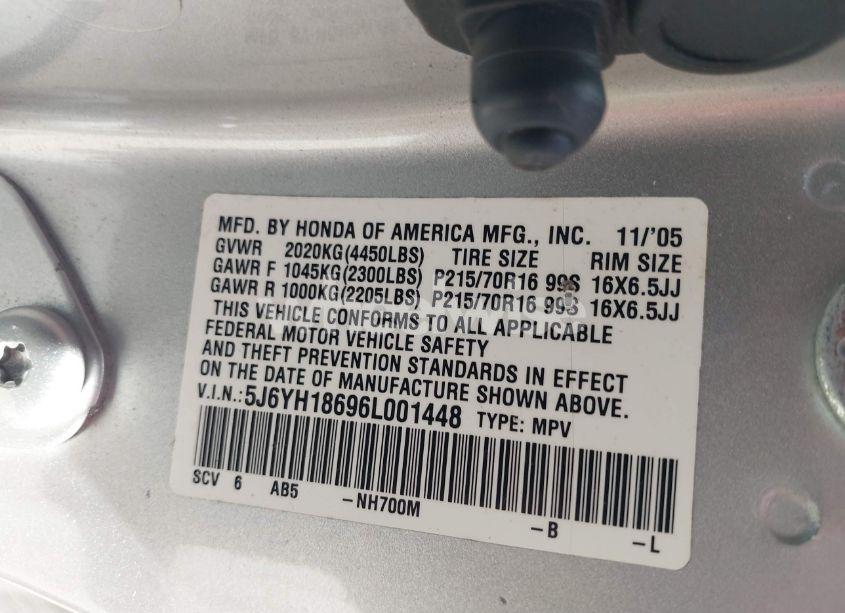 MFD. BY HONDA OF AMERICA MFG., INC. 11/'05
GVWR 2020KG(4450LBS) TIRE SIZE RIM SIZE
GAWR F 1045KG(2300LBS) P215/70R16 99S 16X6.5JJ
GAWR R 1000KG(2205LBS) P215/70R16 99S 16X6.5JJ
THIS VEHICLE CONFORMS TO ALL APPLICABLE
FEDERAL MOTOR VEHICLE SAFETY
AND THEFT PREVENTION STANDARDS IN EFFECT
ON THE DATE OF MANUFACTURE SHOWN ABOVE.
V.I.N.:5J6YH18696L001448 TYPE: MPV
SCV 6 AB5 -NH700M -B -L